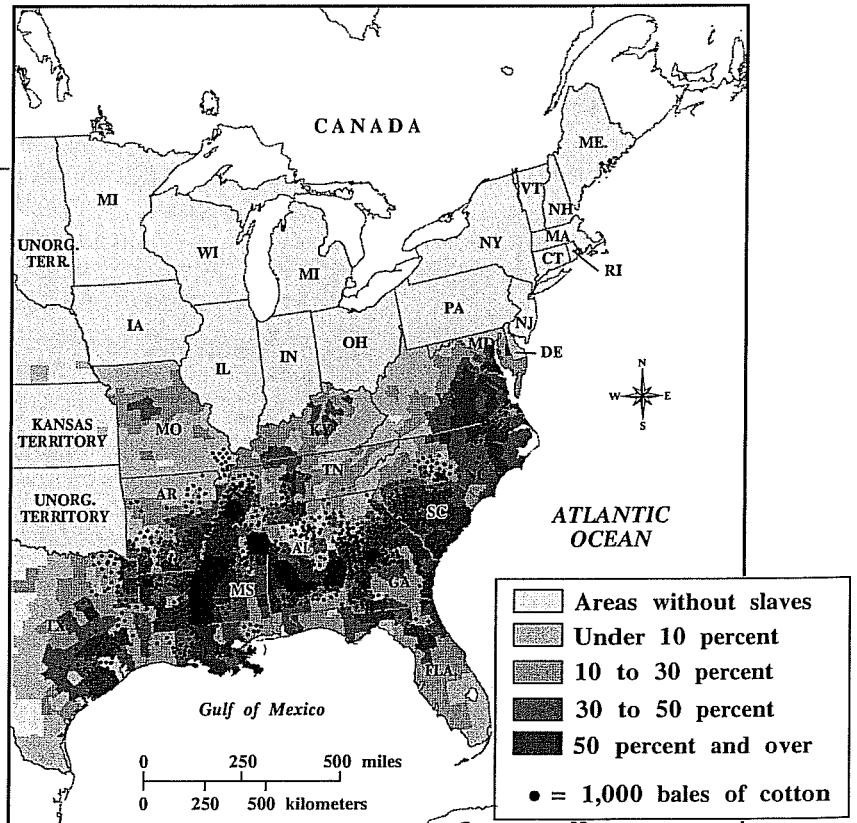 CANADA
ME.
VT
NH
MI
UNORG.
TERR.
WI
MI
NY
MA
CT
RI
PA
NJ
IA
IL
IN
OH
MD
DE
N
W E
S
KANSAS
TERRITORY
MO
KY
UNORG.
TERRITORY
AR
TN
SC
ATLANTIC
OCEAN
AL
MS
GA
TX
FLA.
Gulf of Mexico
0 250 500 miles
0 250 500 kilometers
Areas without slaves
Under 10 percent
10 to 30 percent
30 to 50 percent
50 percent and over
= 1,000 bales of cotton